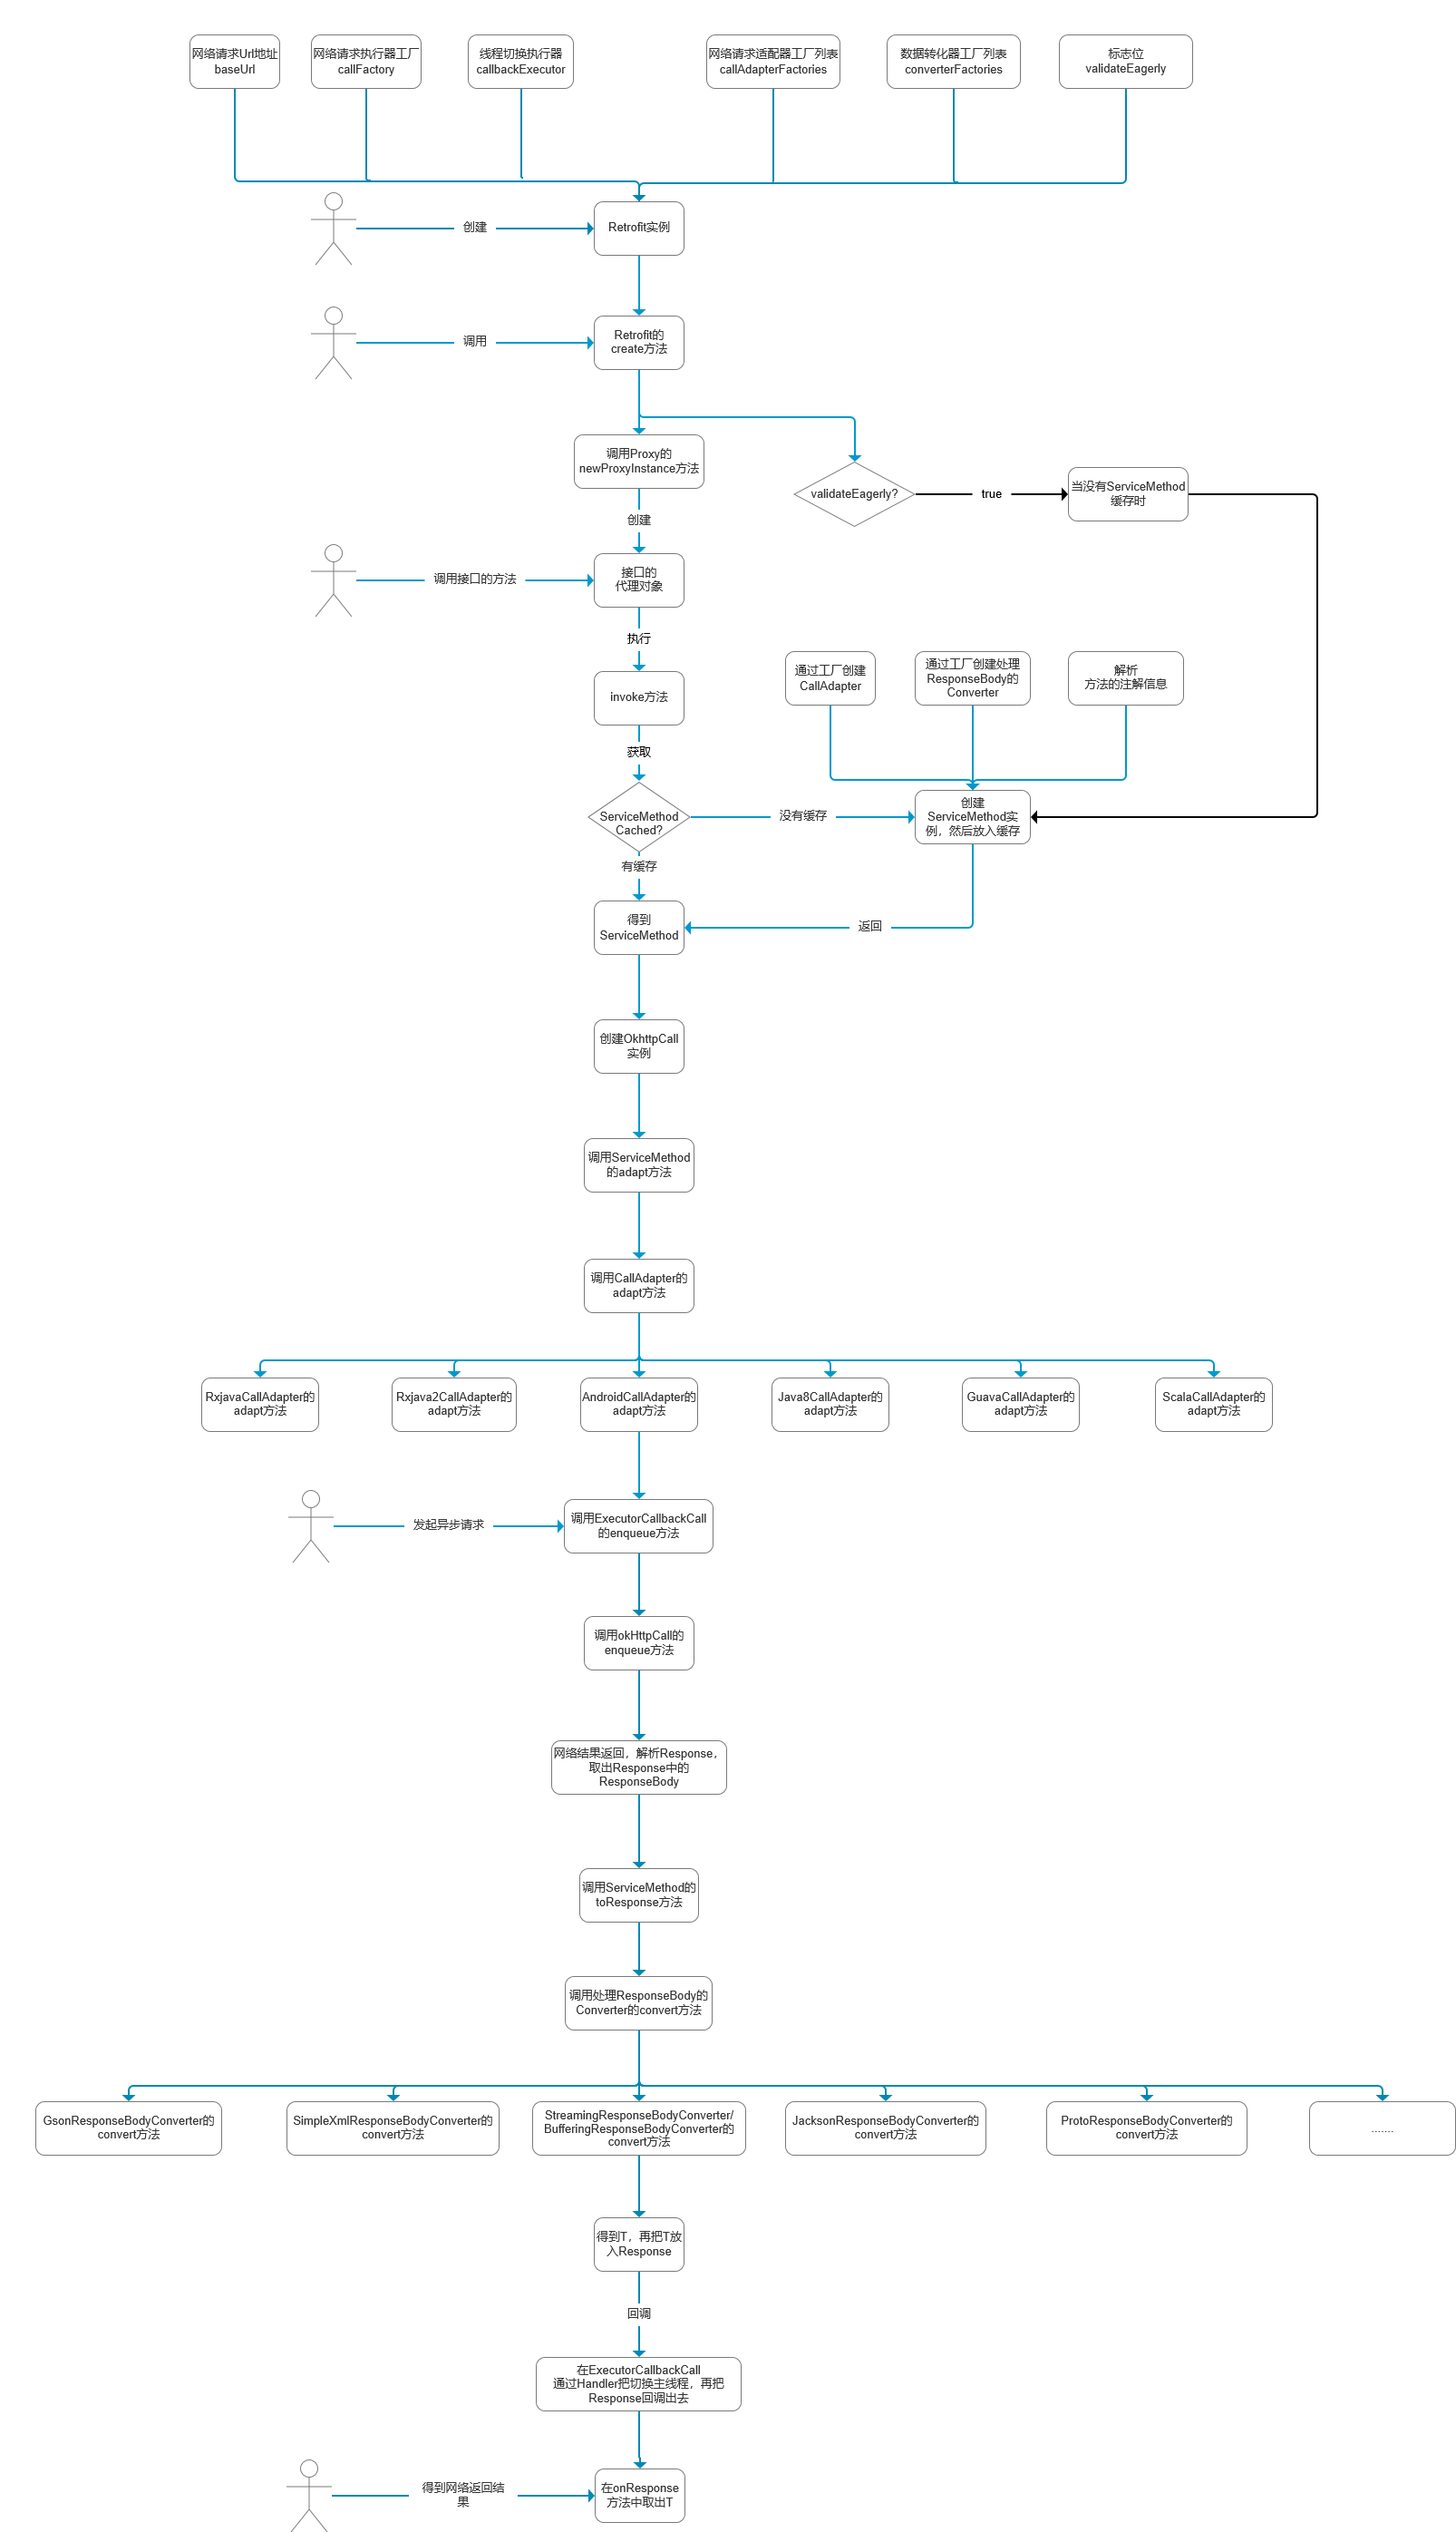 网络请求Url地址
baseUrl
网络请求执行器工厂
callFactory
线程切换执行器
callbackExecutor
网络请求适配器工厂列表
callAdapterFactories
数据转化器工厂列表
converterFactories
标志位
validateEagerly
创建
Retrofit实例
调用
Retrofit的
create方法
调用Proxy的
newProxyInstance方法
validateEagerly?
true
当没有ServiceMethod
缓存时
创建
调用接口的方法
接口的
代理对象
执行
invoke方法
通过工厂创建
CallAdapter
通过工厂创建处理
ResponseBody的
Converter
解析
方法的注解信息
获取
ServiceMethod
Cached?
没有缓存
创建
ServiceMethod实
例，然后放入缓存
有缓存
得到
ServiceMethod
返回
创建OkhttpCall
实例
调用ServiceMethod
的adapt方法
调用CallAdapter的
adapt方法
RxjavaCallAdapter的
adapt方法
Rxjava2CallAdapter的
adapt方法
AndroidCallAdapter的
adapt方法
Java8CallAdapter的
adapt方法
GuavaCallAdapter的
adapt方法
ScalaCallAdapter的
adapt方法
发起异步请求
调用ExecutorCallbackCall
的enqueue方法
调用okHttpCall的
enqueue方法
网络结果返回，解析Response，
取出Response中的
ResponseBody
调用ServiceMethod的
toResponse方法
调用处理ResponseBody的
Converter的convert方法
GsonResponseBodyConverter的
convert方法
SimpleXmlResponseBodyConverter的
convert方法
StreamingResponseBodyConverter/
BufferingResponseBodyConverter的
convert方法
JacksonResponseBodyConverter的
convert方法
ProtoResponseBodyConverter的
convert方法
.......
得到T，再把T放
入Response
回调
在ExecutorCallbackCall
通过Handler把切换主线程，再把
Response回调出去
得到网络返回结
果
在onResponse
方法中取出T